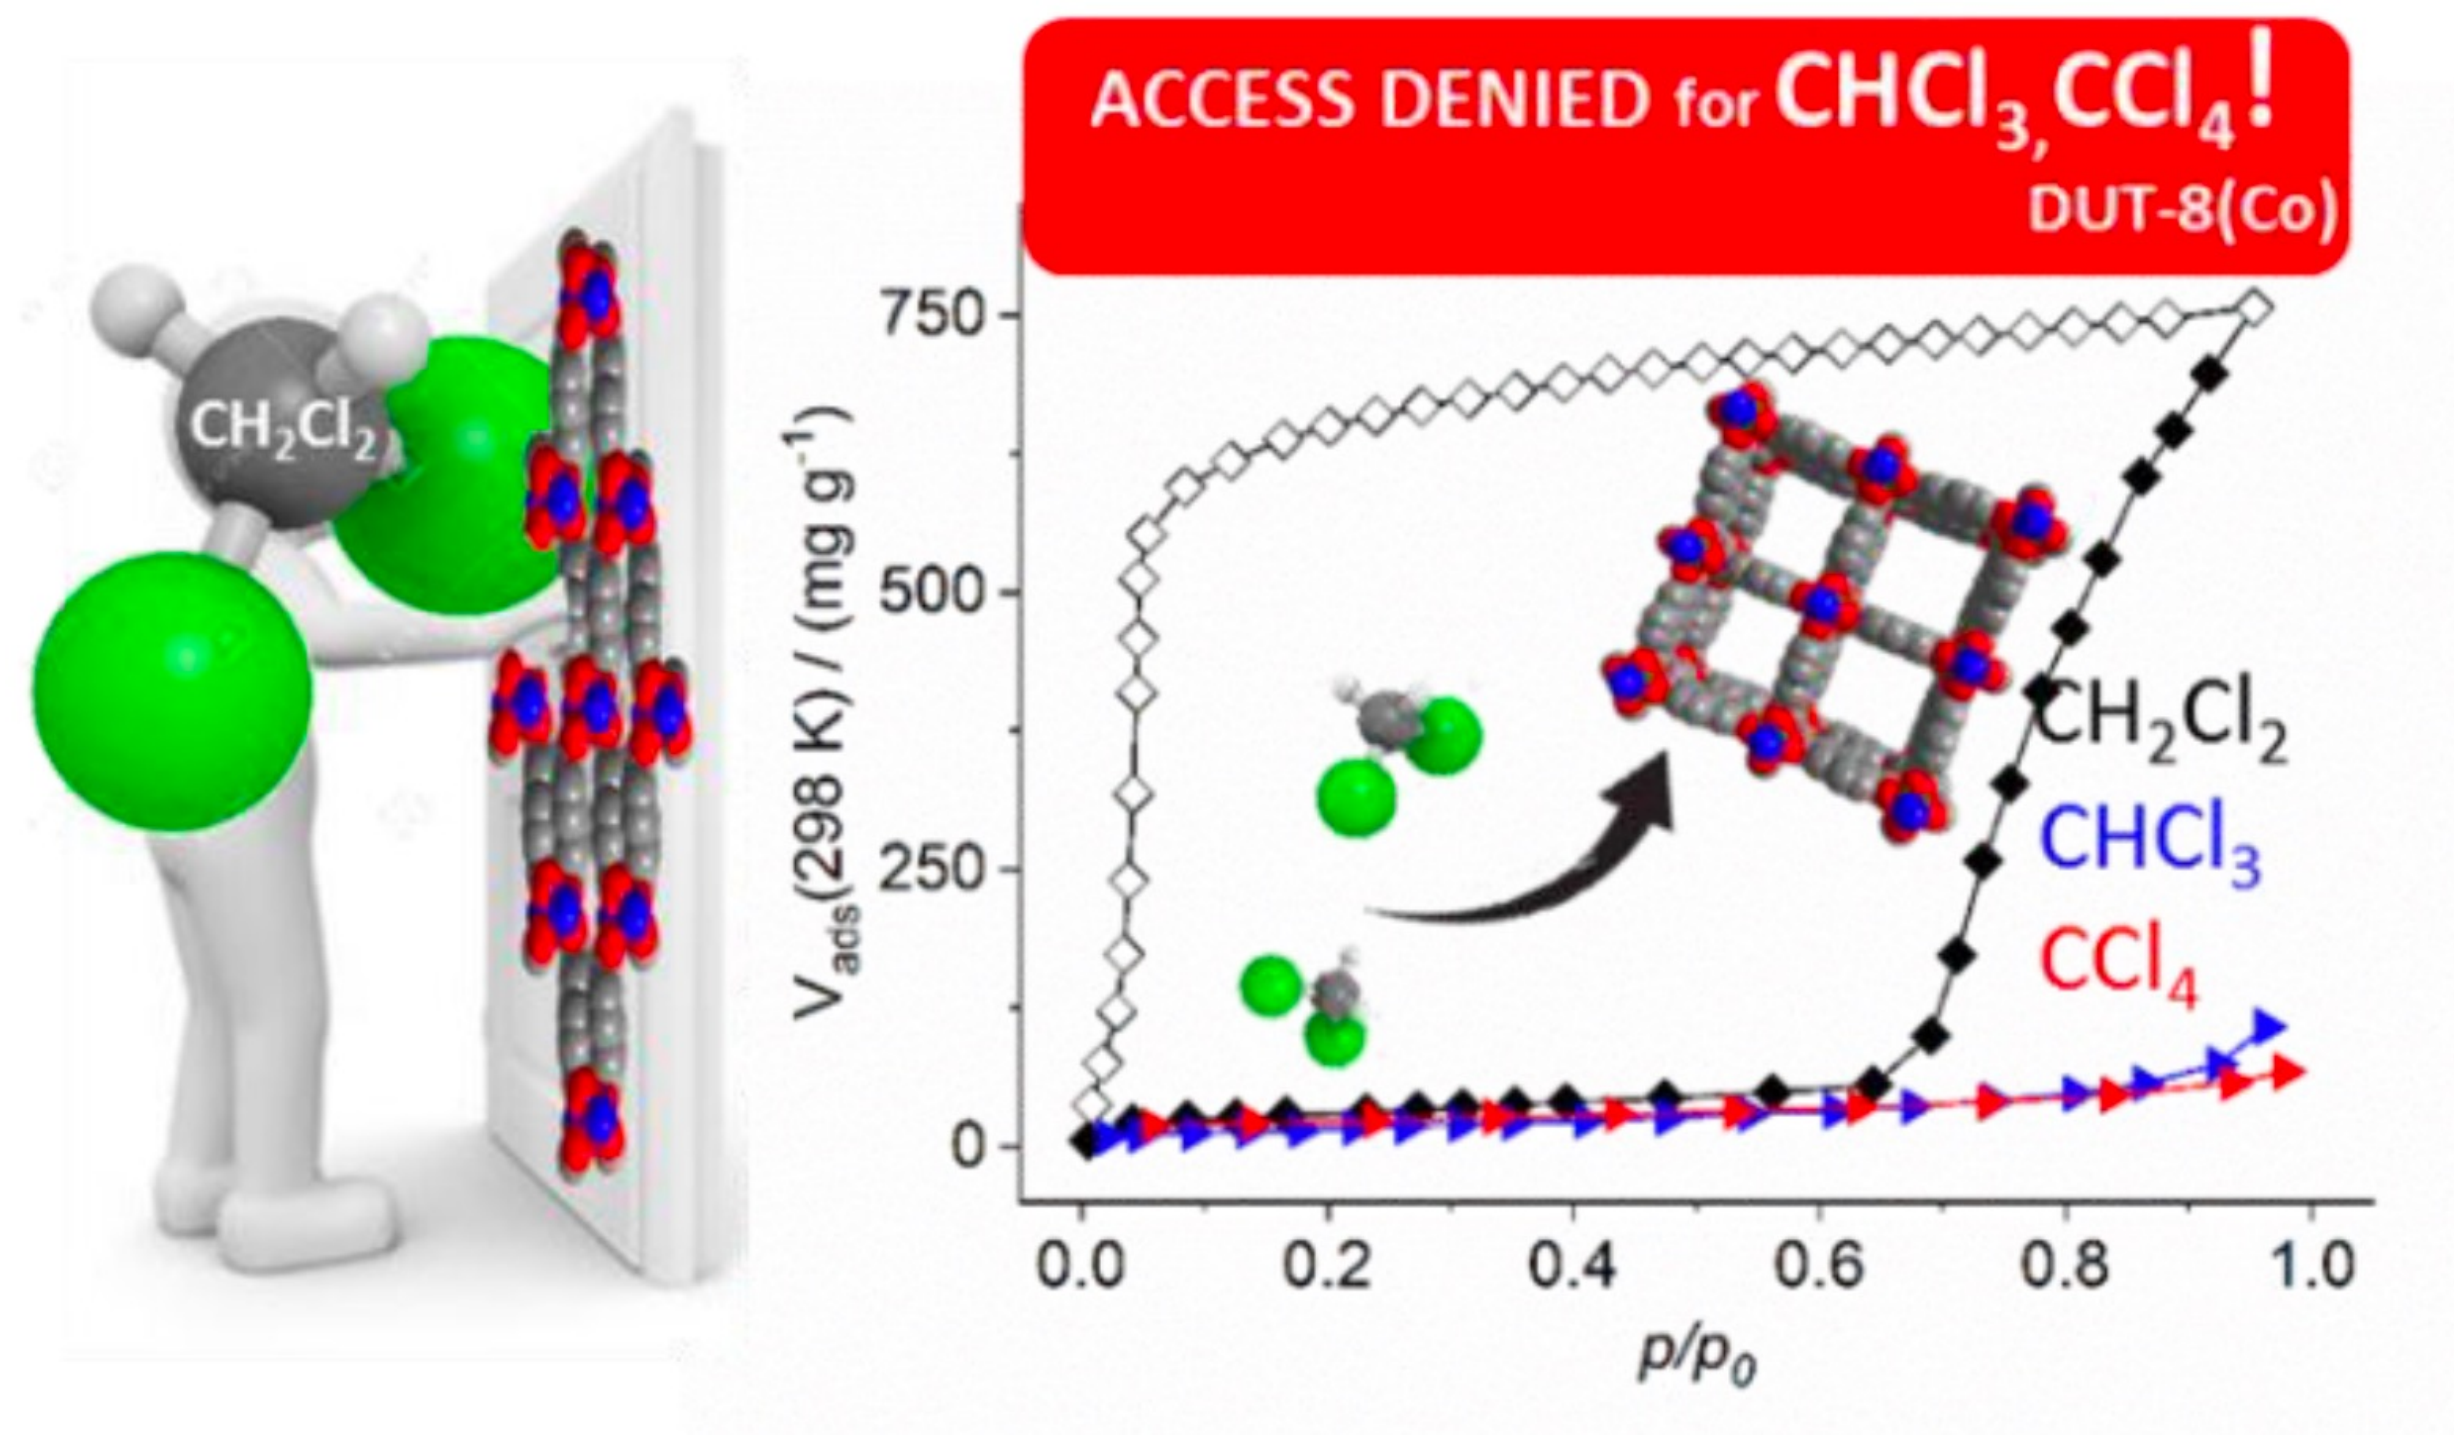 ACCESS DENIED for CHCl₃, CCl₄!
DUT-8(Co)
CH₂Cl₂
V_ads(298 K) / (mg g⁻¹)
750
500
250
0
CH₂Cl₂
CHCl₃
CCl₄
0.0 0.2 0.4 0.6 0.8 1.0
p/p₀